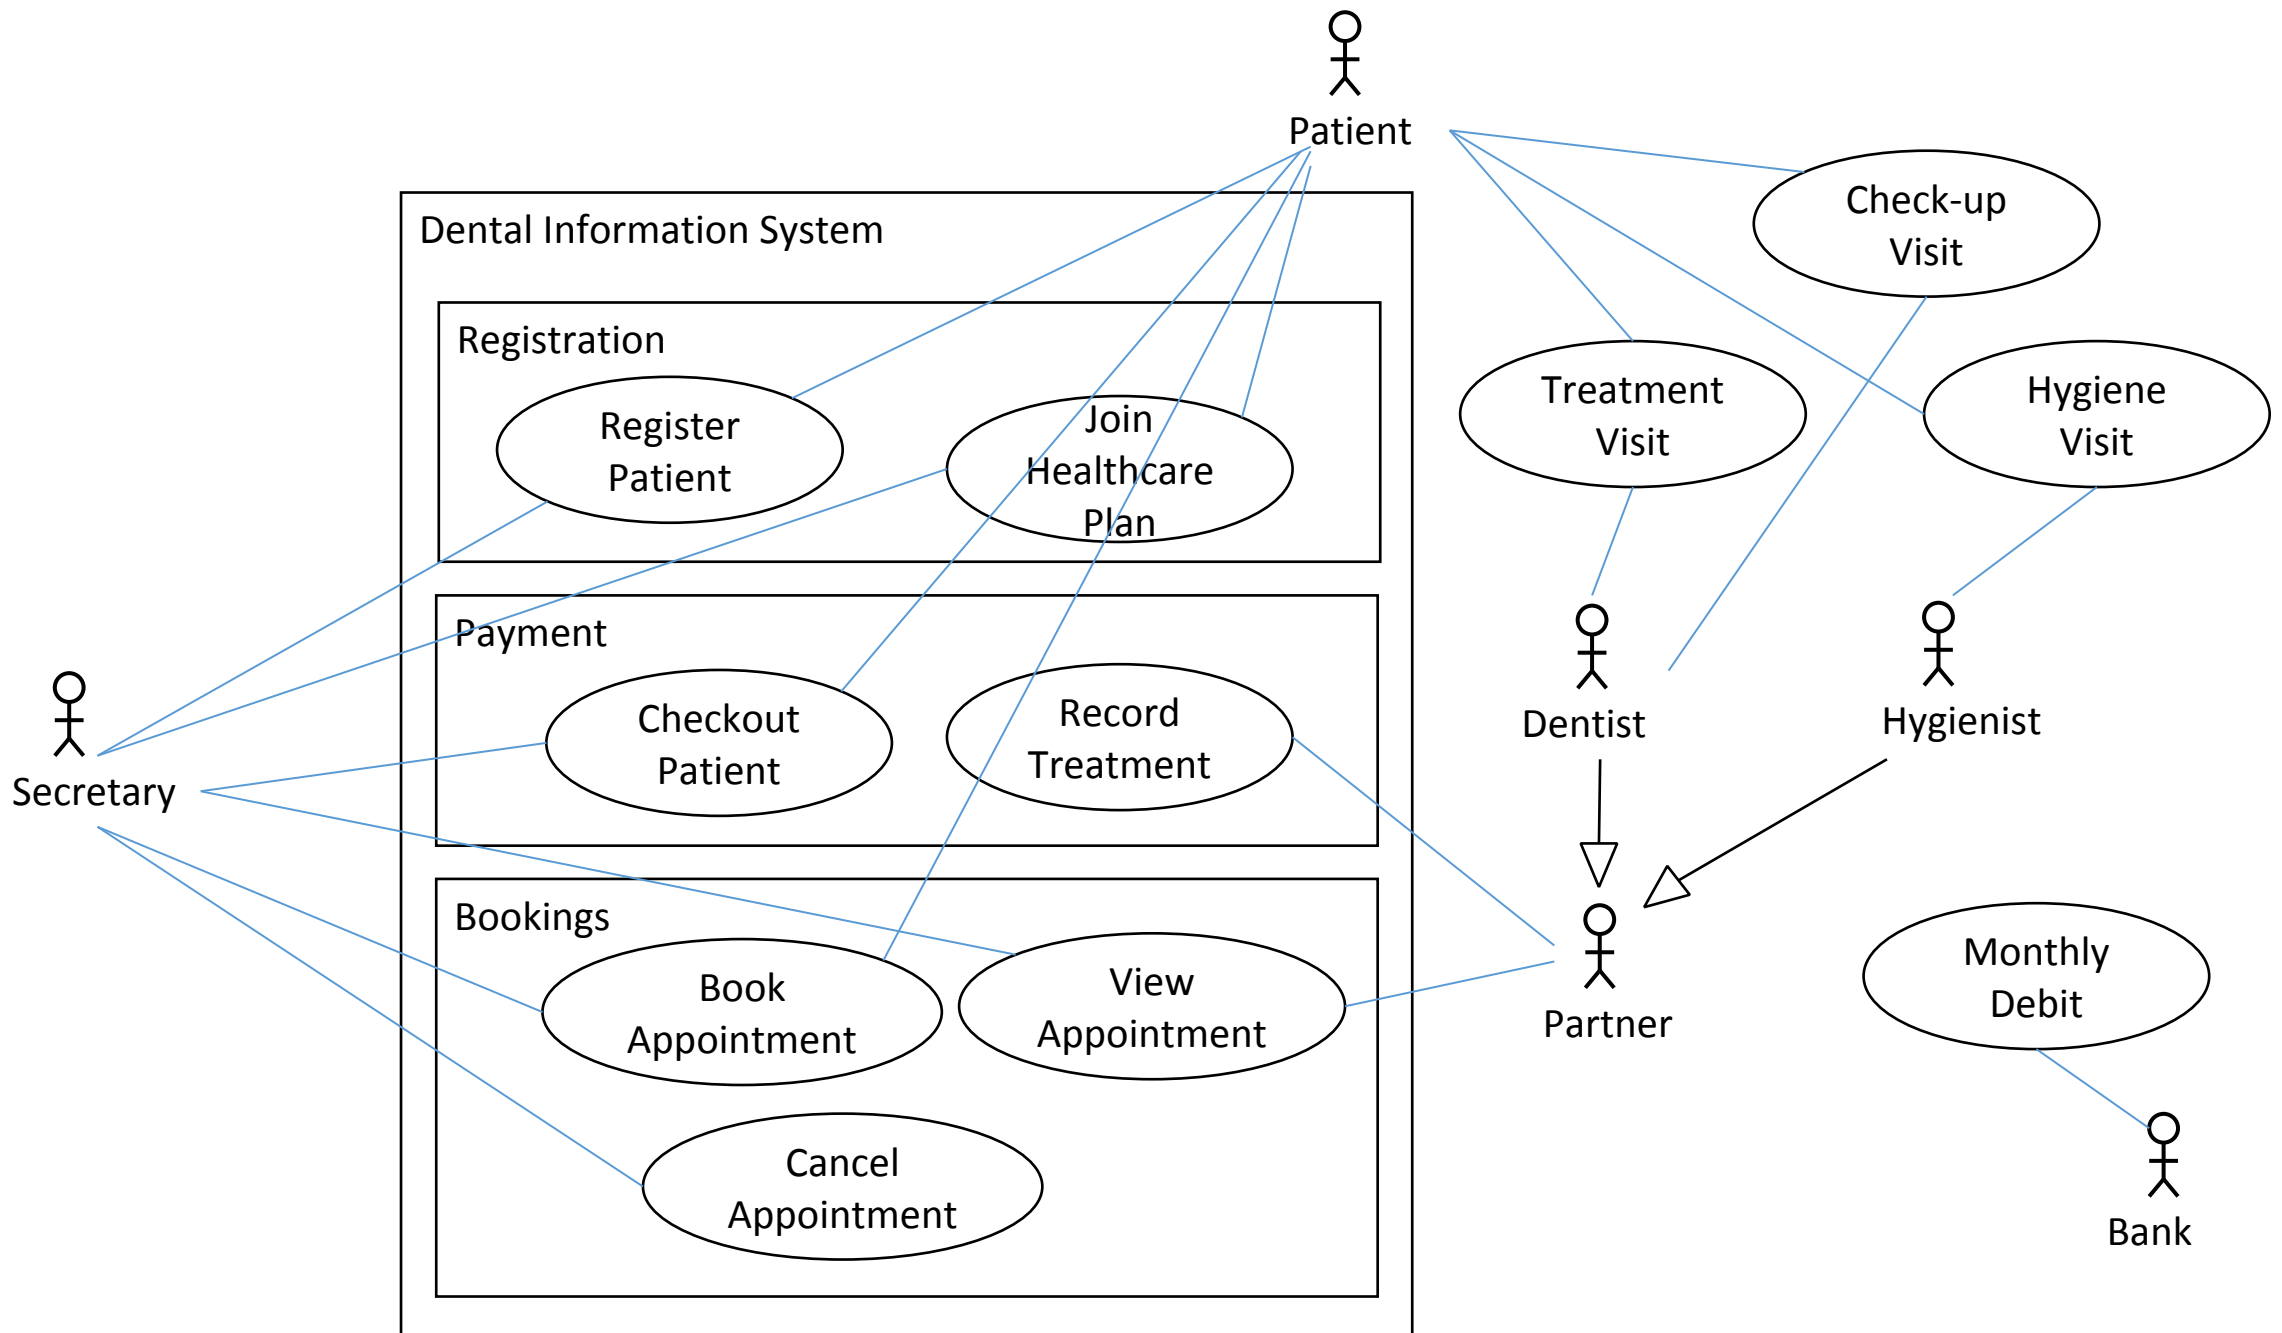 Patient
Dental Information System
Check-up
Visit
Registration
Register
Patient
Join
Healthcare
Plan
Treatment
Visit
Hygiene
Visit
Payment
Checkout
Patient
Record
Treatment
Secretary
Dentist
Hygienist
Bookings
Book
Appointment
View
Appointment
Cancel
Appointment
Partner
Monthly
Debit
Bank